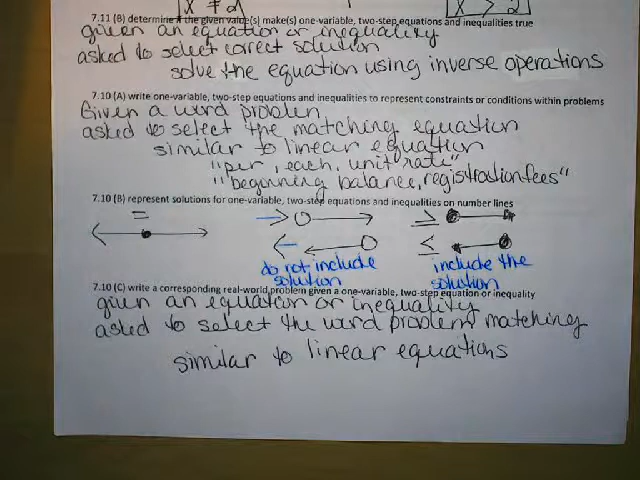 x ≠ 2 x > 2
7.11 (B) determine if the given value(s) make(s) one-variable, two-step equations and inequalities true
given an equation or inequality
asked to select correct solution
solve the equation using inverse operations
7.10 (A) write one-variable, two-step equations and inequalities to represent constraints or conditions within problems
Given a word problem
asked to select the matching equation
similar to linear equation
"per, each, unit rate"
"beginning balance, registration fees"
7.10 (B) represent solutions for one-variable, two-step equations and inequalities on number lines
= > ≥
< ≤
do not include solution
include the solution
7.10 (C) write a corresponding real-world problem given a one-variable, two-step equation or inequality
given an equation or inequality
asked to select the word problem matching
similar to linear equations